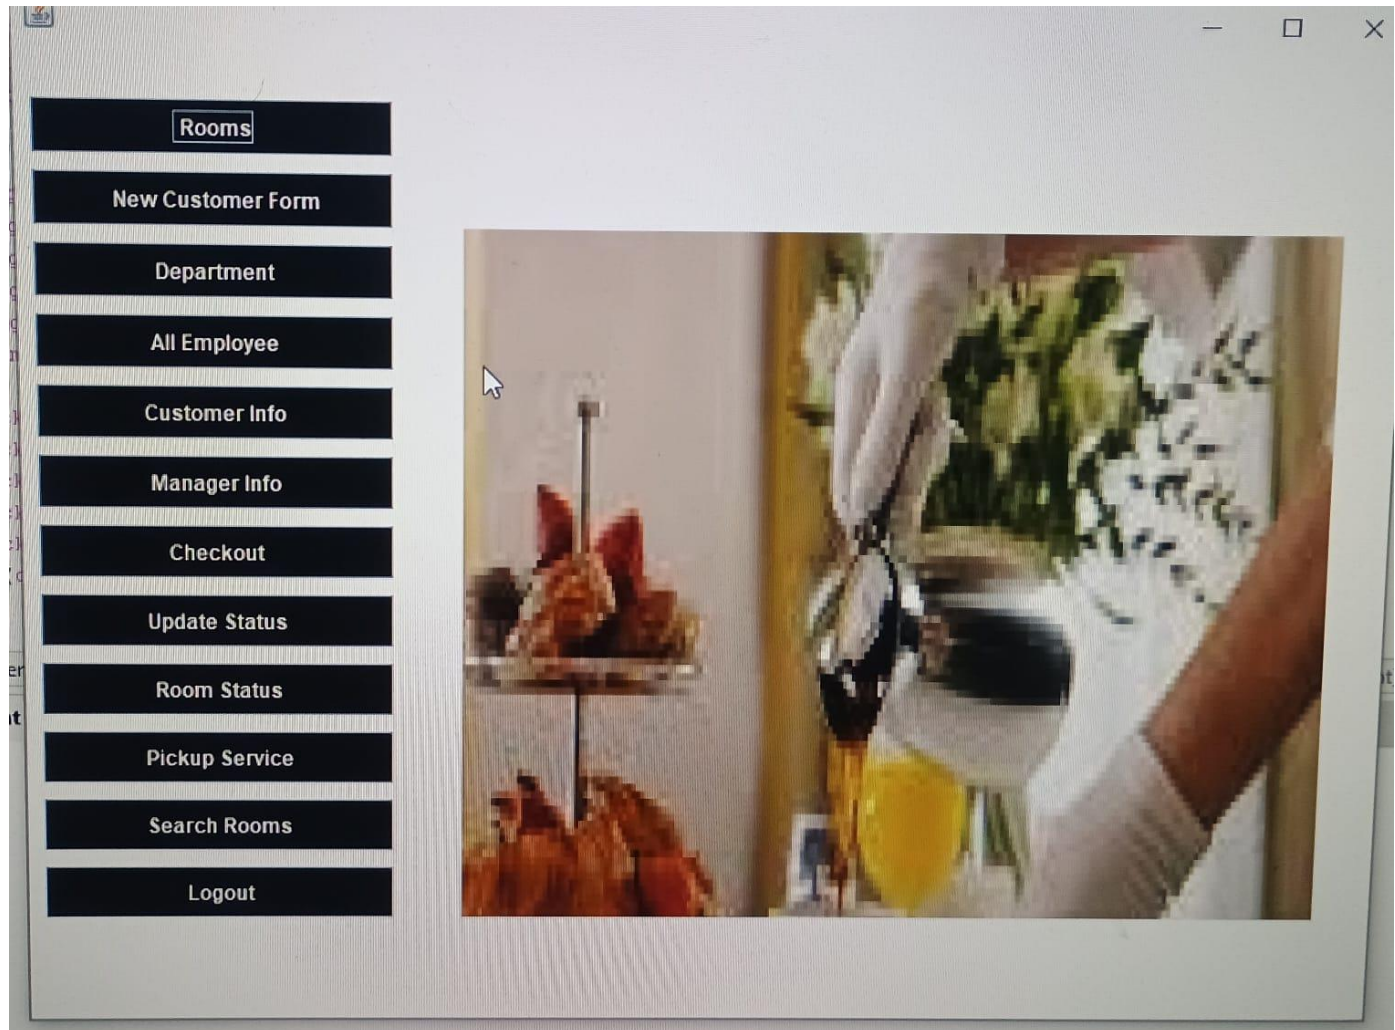 Rooms
New Customer Form
Department
All Employee
Customer Info
Manager Info
Checkout
Update Status
Room Status
Pickup Service
Search Rooms
Logout